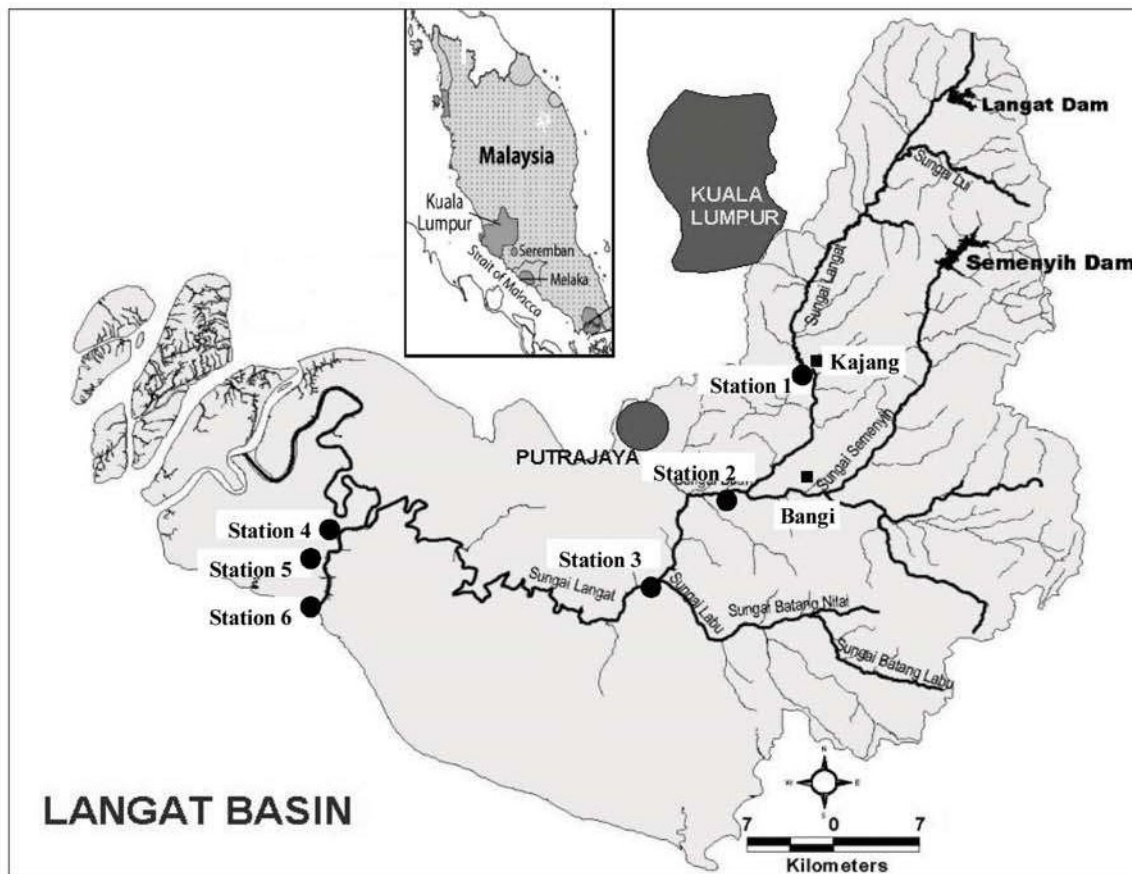 Malaysia
Kuala
Lumpur
Seremban
Melaka
Strait of Malacca
KUALA
LUMPUR
Langat Dam
Sungai Lui
Semenyih Dam
Sungai Langat
Kajang
Station 1
PUTRAJAYA
Station 2
Sungai
Sungai Semenyih
Bangi
Station 4
Station 5
Station 6
Station 3
Sungai Langat
Sungai Labu
Sungai Batang Nilai
Sungai Batang Labu
N
W
E
S
LANGAT BASIN
7 0 7
Kilometers